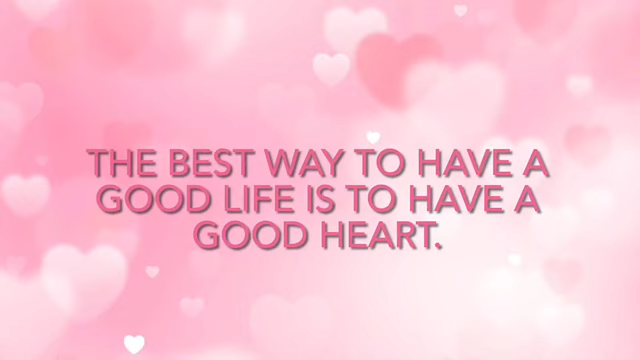 THE BEST WAY TO HAVE A
GOOD LIFE IS TO HAVE A
GOOD HEART.